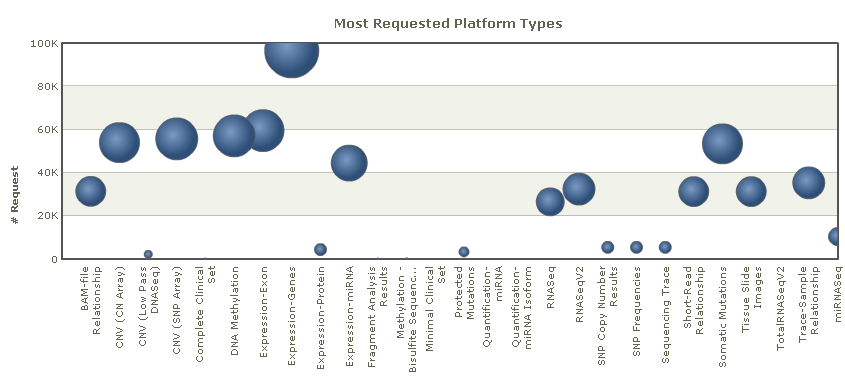 Most Requested Platform Types
100K
80K
60K
40K
20K
0
# Request
BAM-file
Relationship
CNV (CN Array)
CNV (Low Pass
DNASeq)
CNV (SNP Array)
Complete Clinical
Set
DNA Methylation
Expression-Exon
Expression-Genes
Expression-Protein
Expression-miRNA
Fragment Analysis
Results
Methylation -
Bisulfite Sequenc...
Minimal Clinical
Set
Protected
Mutations
Quantification-
miRNA
Quantification-
miRNA Isoform
RNASeq
RNASeqV2
SNP Copy Number
Results
SNP Frequencies
Sequencing Trace
Short-Read
Relationship
Somatic Mutations
Tissue Slide
Images
TotalRNASeqV2
Trace-Sample
Relationship
miRNASeq